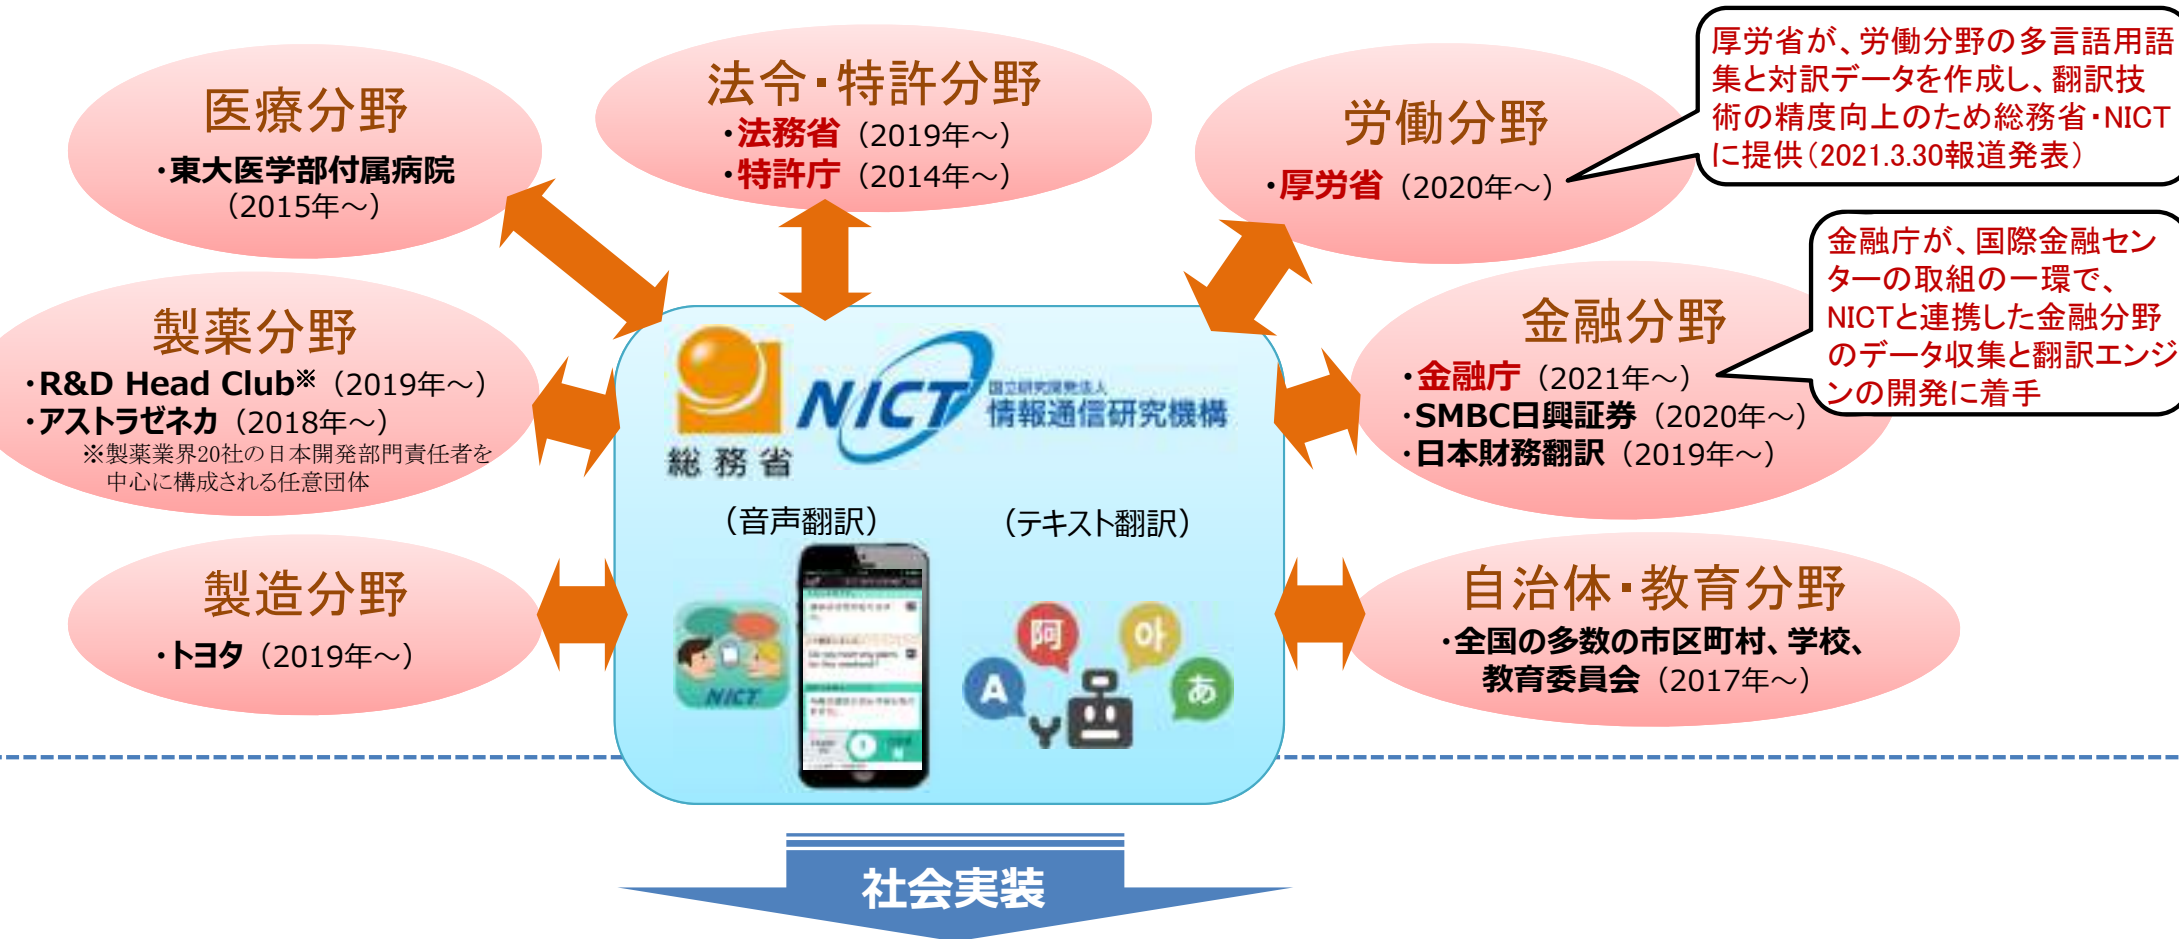 医療分野
・東大医学部付属病院
（2015年～）
法令・特許分野
・法務省（2019年～）
・特許庁（2014年～）
労働分野
・厚労省（2020年～）
厚労省が、労働分野の多言語用語
集と対訳データを作成し、翻訳技
術の精度向上のため総務省・NICT
に提供（2021.3.30報道発表）
製薬分野
・R&D Head Club※（2019年～）
・アストラゼネカ（2018年～）
※製薬業界20社の日本開発部門責任者を
中心に構成される任意団体
金融分野
・金融庁（2021年～）
・SMBC日興証券（2020年～）
・日本財務翻訳（2019年～）
金融庁が、国際金融セン
ターの取組の一環で、
NICTと連携した金融分野
のデータ収集と翻訳エンジ
ンの開発に着手
製造分野
・トヨタ（2019年～）
自治体・教育分野
・全国の多数の市区町村、学校、
教育委員会（2017年～）
総務省
NICT
国立研究開発法人
情報通信研究機構
（音声翻訳）
（テキスト翻訳）
NICT
阿
아
A
あ
社会実装